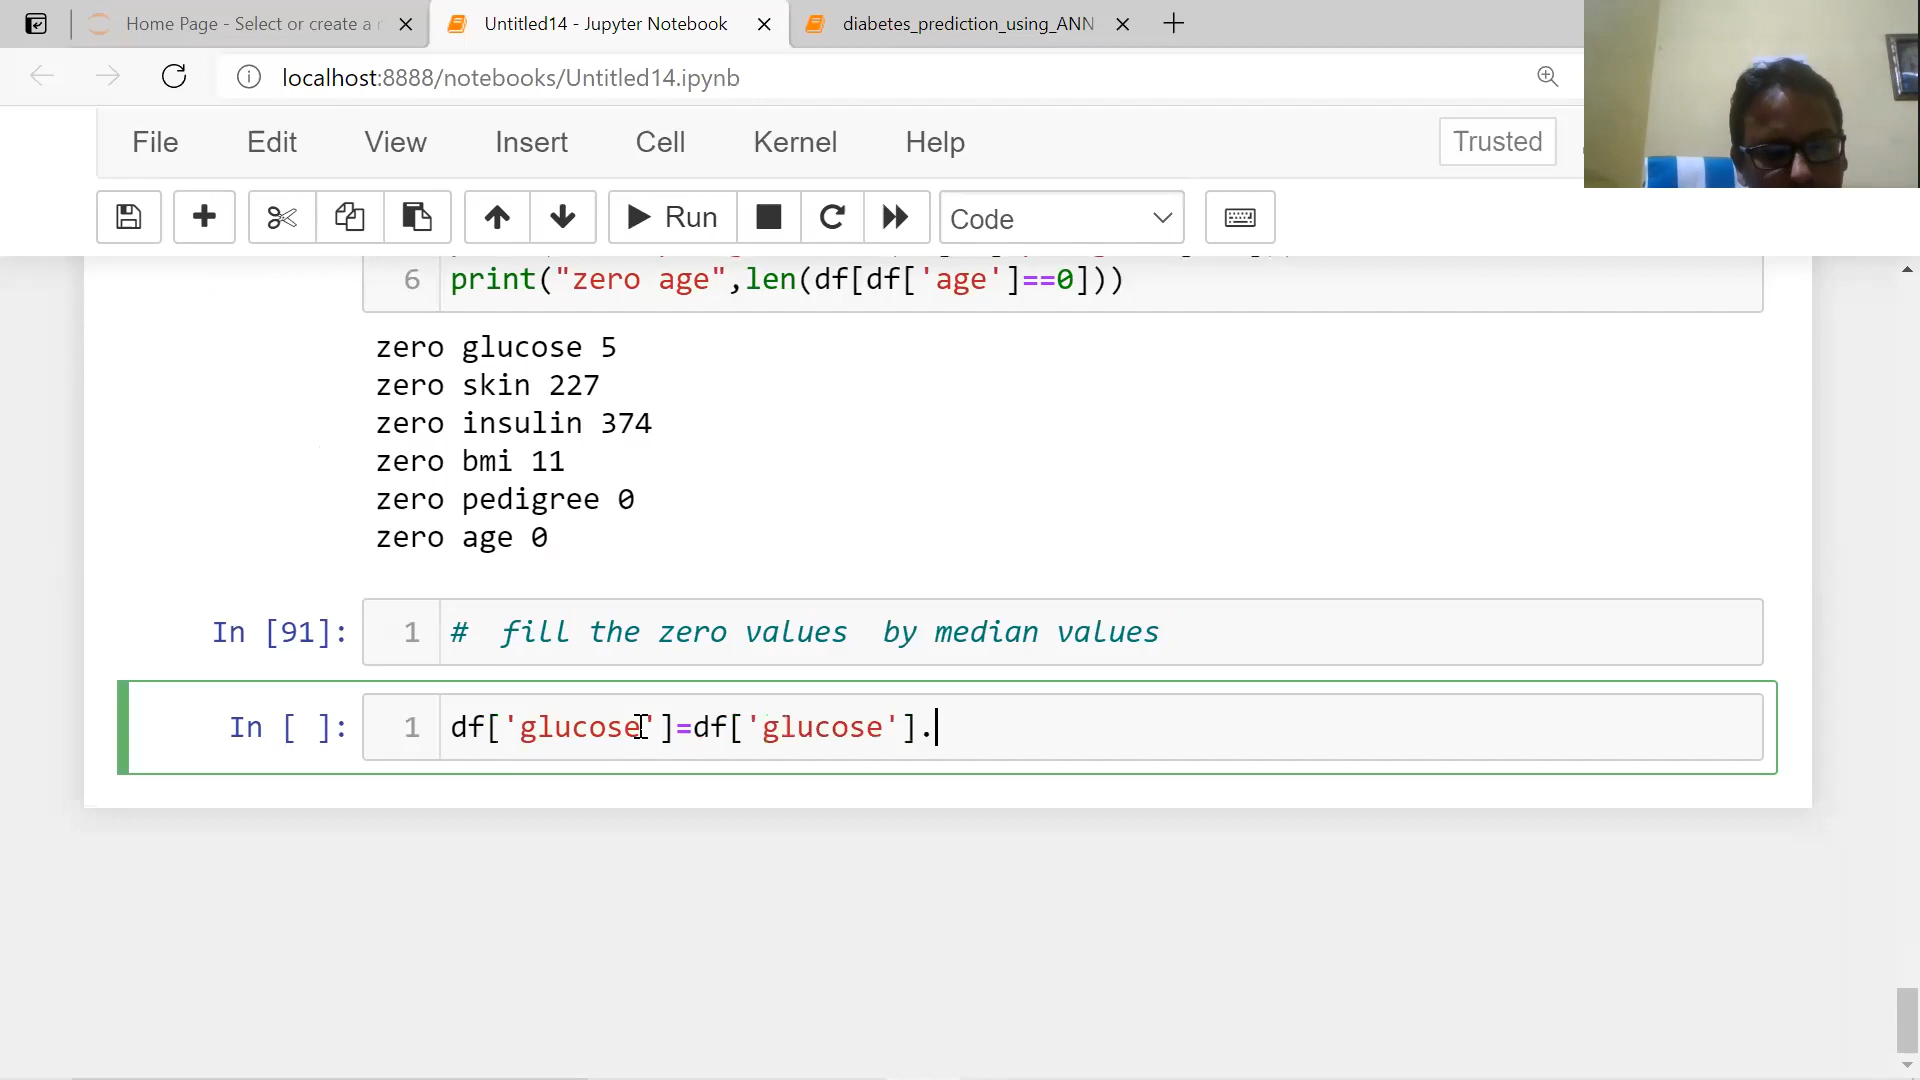 Home Page - Select or create a
Untitled14 - Jupyter Notebook
diabetes_prediction_using_ANN
localhost:8888/notebooks/Untitled14.ipynb
File Edit View Insert Cell Kernel Help Trusted
Run Code
6 print("zero age",len(df[df['age']==0]))
zero glucose 5
zero skin 227
zero insulin 374
zero bmi 11
zero pedigree 0
zero age 0
In [91]: 1 # fill the zero values by median values
In [ ]: 1 df['glucose']=df['glucose'].